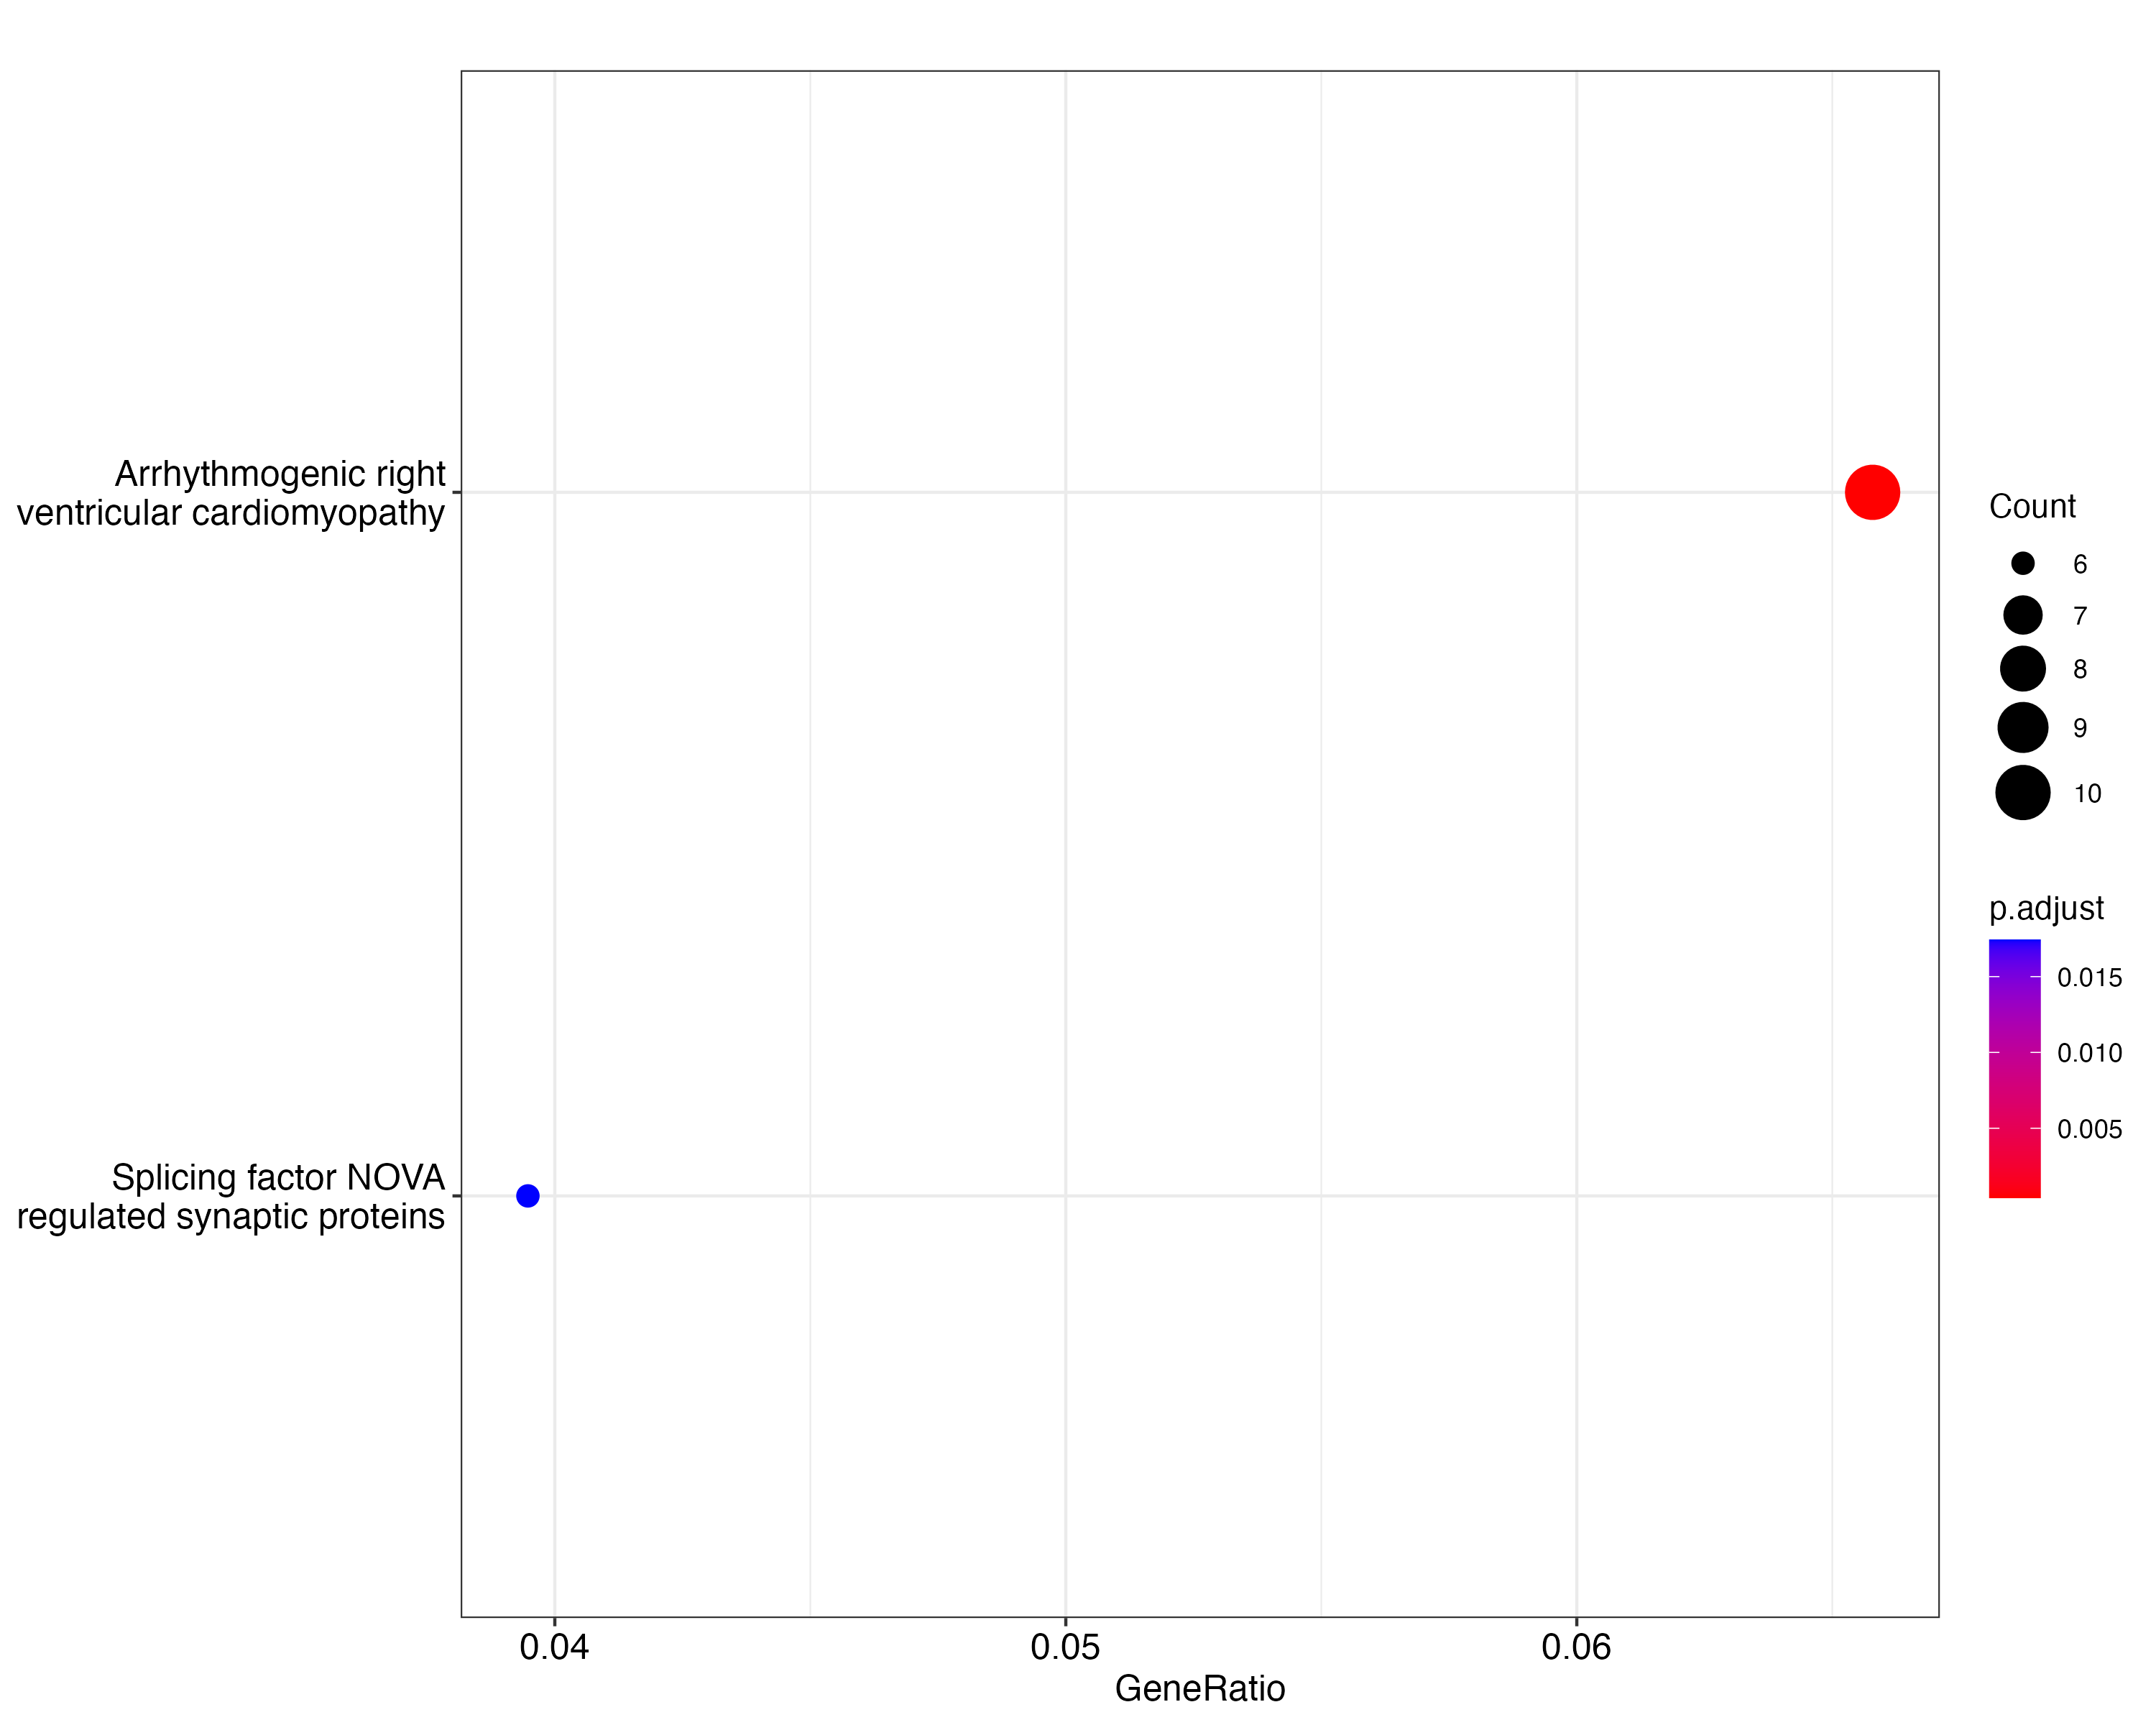 Arrhythmogenic right
ventricular cardiomyopathy
Splicing factor NOVA
regulated synaptic proteins
0.04
0.05
0.06
GeneRatio
Count
6
7
8
9
10
p.adjust
0.015
0.010
0.005